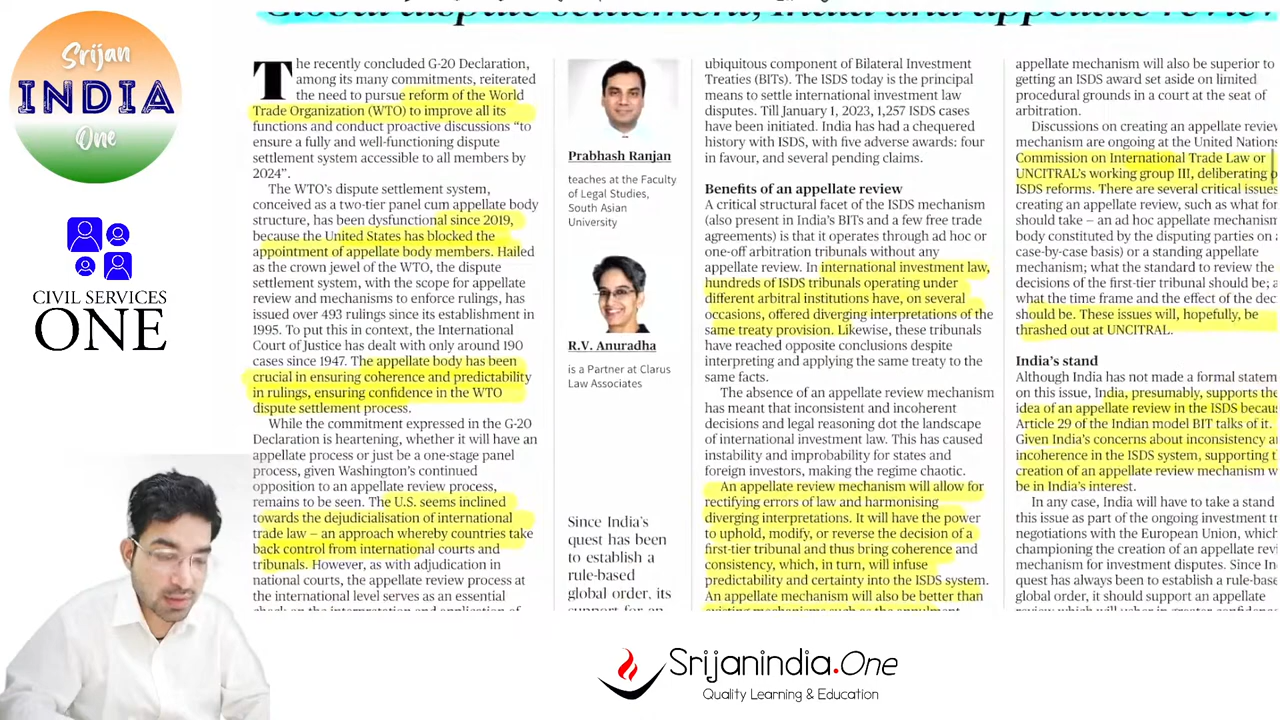 Global dispute settlement, India and appellate review
Srijan
INDIA
One
CIVIL SERVICES
ONE
The recently concluded G-20 Declaration,
among its many commitments, reiterated
the need to pursue reform of the World
Trade Organization (WTO) to improve all its
functions and conduct proactive discussions “to
ensure a fully and well-functioning dispute
settlement system accessible to all members by
2024”.
The WTO's dispute settlement system,
conceived as a two-tier panel cum appellate body
structure, has been dysfunctional since 2019,
because the United States has blocked the
appointment of appellate body members. Hailed
as the crown jewel of the WTO, the dispute
settlement system, with the scope for appellate
review and mechanisms to enforce rulings, has
issued over 493 rulings since its establishment in
1995. To put this in context, the International
Court of Justice has dealt with only around 190
cases since 1947. The appellate body has been
crucial in ensuring coherence and predictability
in rulings, ensuring confidence in the WTO
dispute settlement process.
While the commitment expressed in the G-20
Declaration is heartening, whether it will have an
appellate process or just be a one-stage panel
process, given Washington's continued
opposition to an appellate review process,
remains to be seen. The U.S. seems inclined
towards the dejudicialisation of international
trade law – an approach whereby countries take
back control from international courts and
tribunals. However, as with adjudication in
national courts, the appellate review process at
the international level serves as an essential
check on the interpretation and application of
Prabhash Ranjan
teaches at the Faculty
of Legal Studies,
South Asian
University
R.V. Anuradha
is a Partner at Clarus
Law Associates
Since India's
quest has been
to establish a
rule-based
global order, its
support for an
ubiquitous component of Bilateral Investment
Treaties (BITs). The ISDS today is the principal
means to settle international investment law
disputes. Till January 1, 2023, 1,257 ISDS cases
have been initiated. India has had a chequered
history with ISDS, with five adverse awards: four
in favour, and several pending claims.
Benefits of an appellate review
A critical structural facet of the ISDS mechanism
(also present in India's BITs and a few free trade
agreements) is that it operates through ad hoc or
one-off arbitration tribunals without any
appellate review. In international investment law,
hundreds of ISDS tribunals operating under
different arbitral institutions have, on several
occasions, offered diverging interpretations of the
same treaty provision. Likewise, these tribunals
have reached opposite conclusions despite
interpreting and applying the same treaty to the
same facts.
The absence of an appellate review mechanism
has meant that inconsistent and incoherent
decisions and legal reasoning dot the landscape
of international investment law. This has caused
instability and improbability for states and
foreign investors, making the regime chaotic.
An appellate review mechanism will allow for
rectifying errors of law and harmonising
diverging interpretations. It will have the power
to uphold, modify, or reverse the decision of a
first-tier tribunal and thus bring coherence and
consistency, which, in turn, will infuse
predictability and certainty into the ISDS system.
An appellate mechanism will also be better than
existing mechanisms such as the annulment
appellate mechanism will also be superior to
getting an ISDS award set aside on limited
procedural grounds in a court at the seat of
arbitration.
Discussions on creating an appellate review
mechanism are ongoing at the United Nations
Commission on International Trade Law or
UNCITRAL's working group III, deliberating
ISDS reforms. There are several critical issues
creating an appellate review, such as what for
should take – an ad hoc appellate mechanism
body constituted by the disputing parties on a
case-by-case basis) or a standing appellate
mechanism; what the standard to review the
decisions of the first-tier tribunal should be; a
what the time frame and the effect of the dec
should be. These issues will, hopefully, be
thrashed out at UNCITRAL.
India's stand
Although India has not made a formal statem
on this issue, India, presumably, supports the
idea of an appellate review in the ISDS becau
Article 29 of the Indian model BIT talks of it.
Given India's concerns about inconsistency a
incoherence in the ISDS system, supporting t
creation of an appellate review mechanism w
be in India's interest.
In any case, India will have to take a stand
this issue as part of the ongoing investment tr
negotiations with the European Union, which
championing the creation of an appellate revi
mechanism for investment disputes. Since In
quest has always been to establish a rule-base
global order, it should support an appellate
review which will usher in greater confidence
Srijanindia.One
Quality Learning & Education